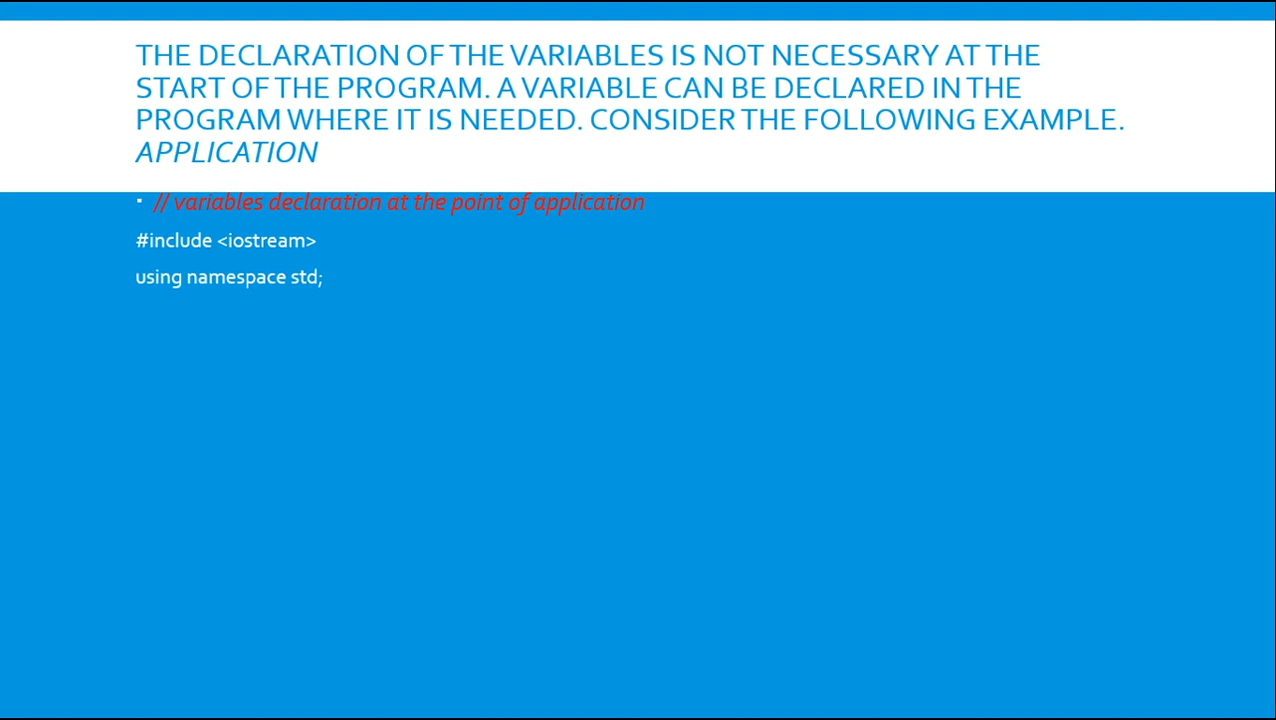 THE DECLARATION OF THE VARIABLES IS NOT NECESSARY AT THE
START OF THE PROGRAM. A VARIABLE CAN BE DECLARED IN THE
PROGRAM WHERE IT IS NEEDED. CONSIDER THE FOLLOWING EXAMPLE.
APPLICATION
▪ // variables declaration at the point of application
#include <iostream>
using namespace std;